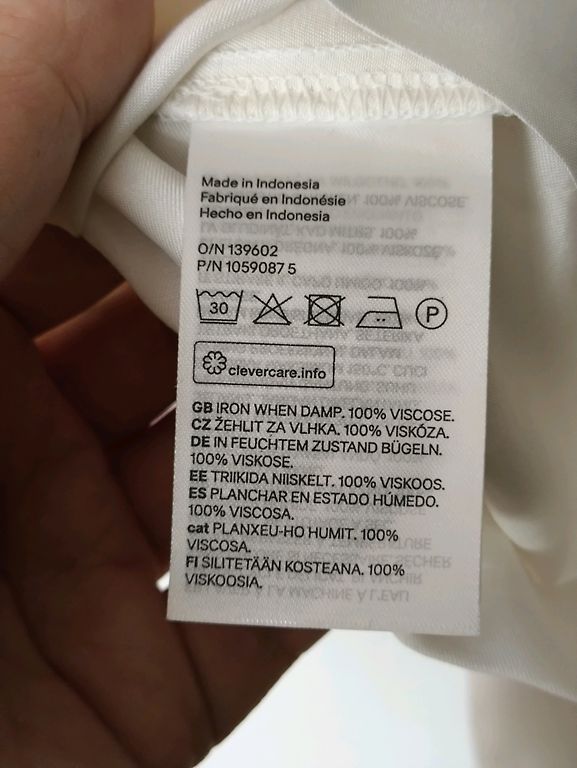 Made in Indonesia
Fabriqué en Indonésie
Hecho en Indonesia
O/N 139602
P/N 1059087 5
30
P
clevercare.info
GB IRON WHEN DAMP. 100% VISCOSE.
CZ ŽEHLIT ZA VLHKA. 100% VISKÓZA.
DE IN FEUCHTEM ZUSTAND BÜGELN.
100% VISKOSE.
EE TRIIKIDA NIISKELT. 100% VISKOOS.
ES PLANCHAR EN ESTADO HÚMEDO.
100% VISCOSA.
cat PLANXEU-HO HUMIT. 100%
VISCOSA.
FI SILITETÄÄN KOSTEANA. 100%
VISKOOSIA.